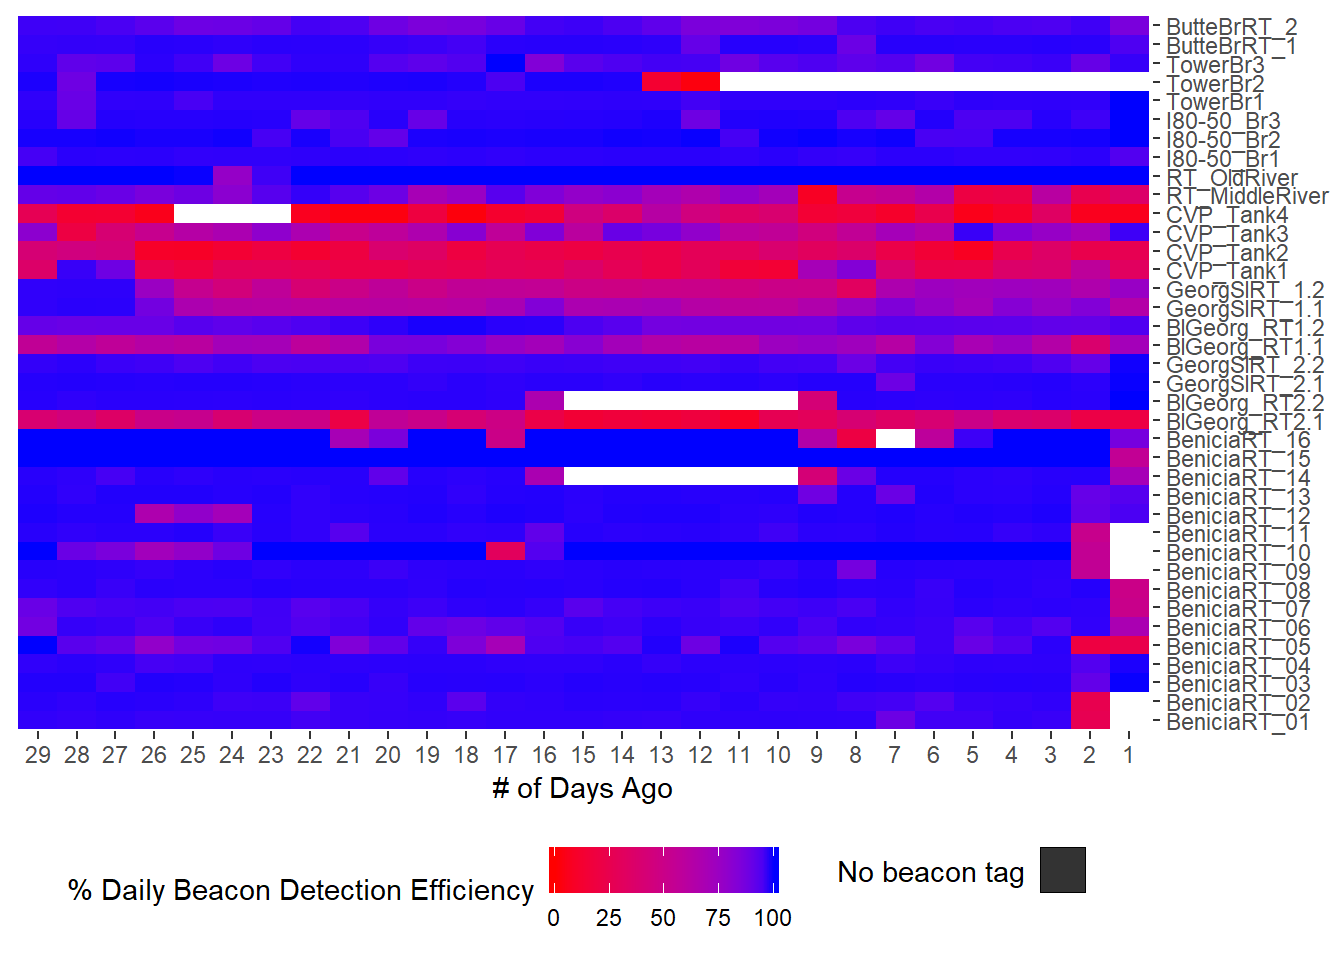 ButteBrRT_2
ButteBrRT_1
TowerBr3
TowerBr2
TowerBr1
I80-50_Br3
I80-50_Br2
I80-50_Br1
RT_OldRiver
RT_MiddleRiver
CVP_Tank4
CVP_Tank3
CVP_Tank2
CVP_Tank1
GeorgSlRT_1.2
GeorgSlRT_1.1
BlGeorg_RT1.2
BlGeorg_RT1.1
GeorgSlRT_2.2
GeorgSlRT_2.1
BlGeorg_RT2.2
BlGeorg_RT2.1
BeniciaRT_16
BeniciaRT_15
BeniciaRT_14
BeniciaRT_13
BeniciaRT_12
BeniciaRT_11
BeniciaRT_10
BeniciaRT_09
BeniciaRT_08
BeniciaRT_07
BeniciaRT_06
BeniciaRT_05
BeniciaRT_04
BeniciaRT_03
BeniciaRT_02
BeniciaRT_01
29 28 27 26 25 24 23 22 21 20 19 18 17 16 15 14 13 12 11 10 9 8 7 6 5 4 3 2 1
# of Days Ago
% Daily Beacon Detection Efficiency
0 25 50 75 100
No beacon tag